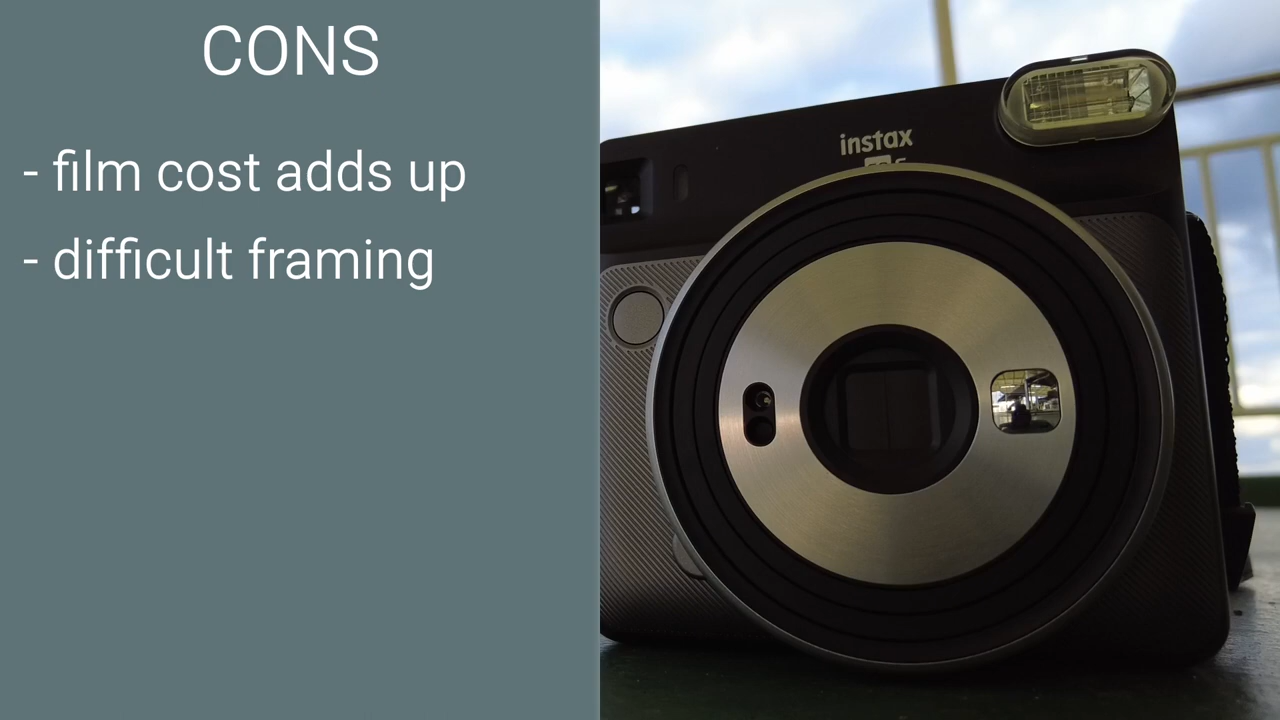 CONS
- film cost adds up
- difficult framing
instax